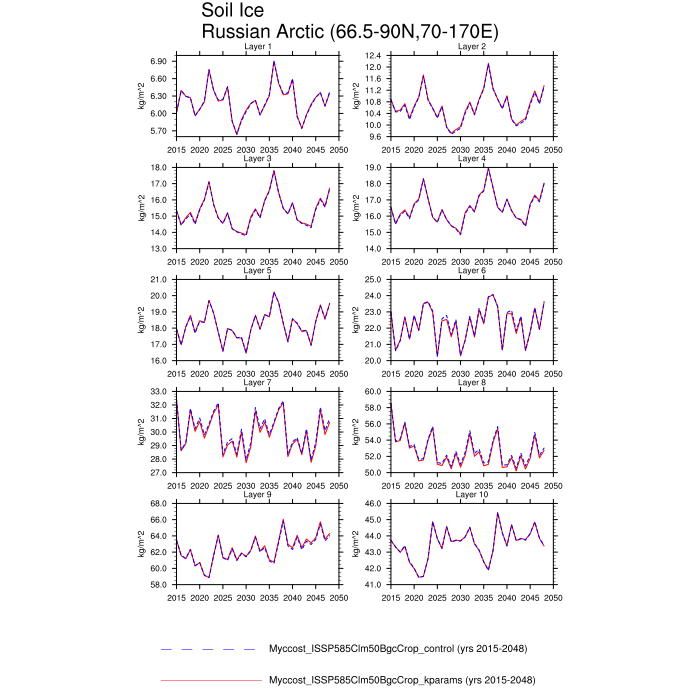 Soil Ice
Russian Arctic (66.5-90N,70-170E)
Layer 1
Layer 2
6.90
6.60
6.30
6.00
5.70
kg/m^2
2015 2020 2025 2030 2035 2040 2045 2050
12.4
12.0
11.6
11.2
10.8
10.4
10.0
9.6
kg/m^2
2015 2020 2025 2030 2035 2040 2045 2050
Layer 3
Layer 4
18.0
17.0
16.0
15.0
14.0
13.0
kg/m^2
2015 2020 2025 2030 2035 2040 2045 2050
19.0
18.0
17.0
16.0
15.0
14.0
kg/m^2
2015 2020 2025 2030 2035 2040 2045 2050
Layer 5
Layer 6
21.0
20.0
19.0
18.0
17.0
16.0
kg/m^2
2015 2020 2025 2030 2035 2040 2045 2050
25.0
24.0
23.0
22.0
21.0
20.0
kg/m^2
2015 2020 2025 2030 2035 2040 2045 2050
Layer 7
Layer 8
33.0
32.0
31.0
30.0
29.0
28.0
27.0
kg/m^2
2015 2020 2025 2030 2035 2040 2045 2050
60.0
58.0
56.0
54.0
52.0
50.0
kg/m^2
2015 2020 2025 2030 2035 2040 2045 2050
Layer 9
Layer 10
68.0
66.0
64.0
62.0
60.0
58.0
kg/m^2
2015 2020 2025 2030 2035 2040 2045 2050
46.0
45.0
44.0
43.0
42.0
41.0
kg/m^2
2015 2020 2025 2030 2035 2040 2045 2050
Myccost_ISSP585Clm50BgcCrop_control (yrs 2015-2048)
Myccost_ISSP585Clm50BgcCrop_kparams (yrs 2015-2048)